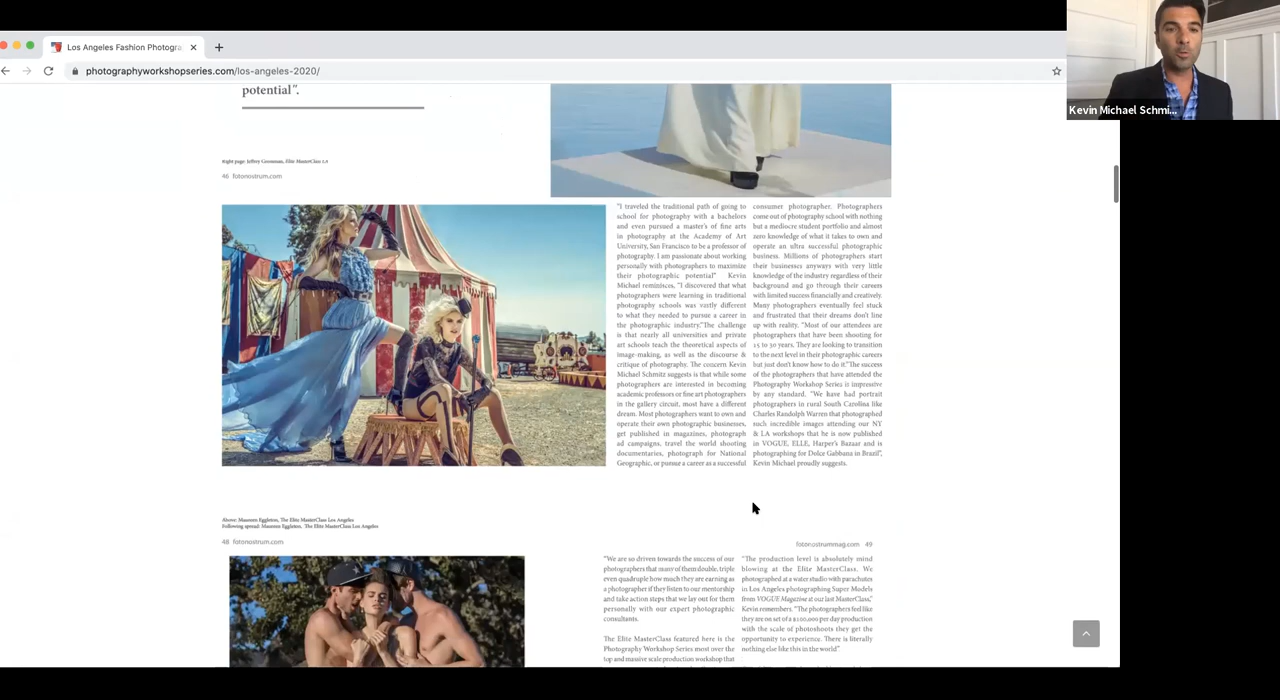 Los Angeles Fashion Photogra
photographyworkshopseries.com/los-angeles-2020/
Kevin Michael Schmi...
potential".
Right page: Jeffrey Grossman, Elite MasterClass 2.0
46 fotonostrum.com
"I traveled the traditional path of going to
school for photography with a bachelors
and even pursued a master's of fine arts
in photography at the Academy of Art
University, San Francisco to be a professor of
photography. I am passionate about working
personally with photographers to maximize
their photographic potential" Kevin
Michael reminisces, "I discovered that what
photographers were learning in traditional
photography schools was vastly different
to what they needed to pursue a career in
the photographic industry."The challenge
is that nearly all universities and private
art schools teach the theoretical aspects of
image-making, as well as the discourse &
critique of photography. The concern Kevin
Michael Schmitz suggests is that while some
photographers are interested in becoming
academic professors or fine art photographers
in the gallery circuit, most have a different
dream. Most photographers want to own and
operate their own photographic businesses,
get published in magazines, photograph
ad campaigns, travel the world shooting
documentaries, photograph for National
Geographic, or pursue a career as a successful
consumer photographer. Photographers
come out of photography school with nothing
but a mediocre student portfolio and almost
zero knowledge of what it takes to own and
operate an ultra successful photographic
business. Millions of photographers start
their businesses anyways with very little
knowledge of the industry regardless of their
background and go through their careers
with limited success financially and creatively.
Many photographers eventually feel stuck
and frustrated that their dreams don't line
up with reality. "Most of our attendees are
photographers that have been shooting for
15 to 30 years. They are looking to transition
to the next level in their photographic careers
but just don't know how to do it."The success
of the photographers that have attended the
Photography Workshop Series is impressive
by any standard. "We have had portrait
photographers in rural South Carolina like
Charles Randolph Warren that photographed
such incredible images attending our NY
& LA workshops that he is now published
in VOGUE, ELLE, Harper's Bazaar and is
photographing for Dolce Gabbana in Brazil",
Kevin Michael proudly suggests.
Above: Maureen Eggleton, The Elite MasterClass Los Angeles
Following spread: Maureen Eggleton, The Elite MasterClass Los Angeles
48 fotonostrum.com
fotonostrummag.com 49
"We are so driven towards the success of our
photographers that many of them double, triple
even quadruple how much they are earning as
a photographer if they listen to our mentorship
and take action steps that we lay out for them
personally with our expert photographic
consultants.
The Elite MasterClass featured here is the
Photography Workshop Series most over the
top and massive scale production workshop that
"The production level is absolutely mind
blowing at the Elite MasterClass. We
photographed at a water studio with parachutes
in Los Angeles photographing Super Models
from VOGUE Magazine at our last MasterClass,"
Kevin remembers. "The photographers feel like
they are on set of a $100,000 per day production
with the scale of photoshoots they get the
opportunity to experience. There is literally
nothing else like this in the world"